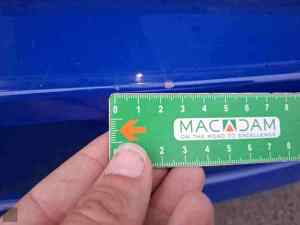 0 1 2 3 4 5 6 7 8
MACADAM
ON THE ROAD TO EXCELLENCE
2 4 5 6 7 8